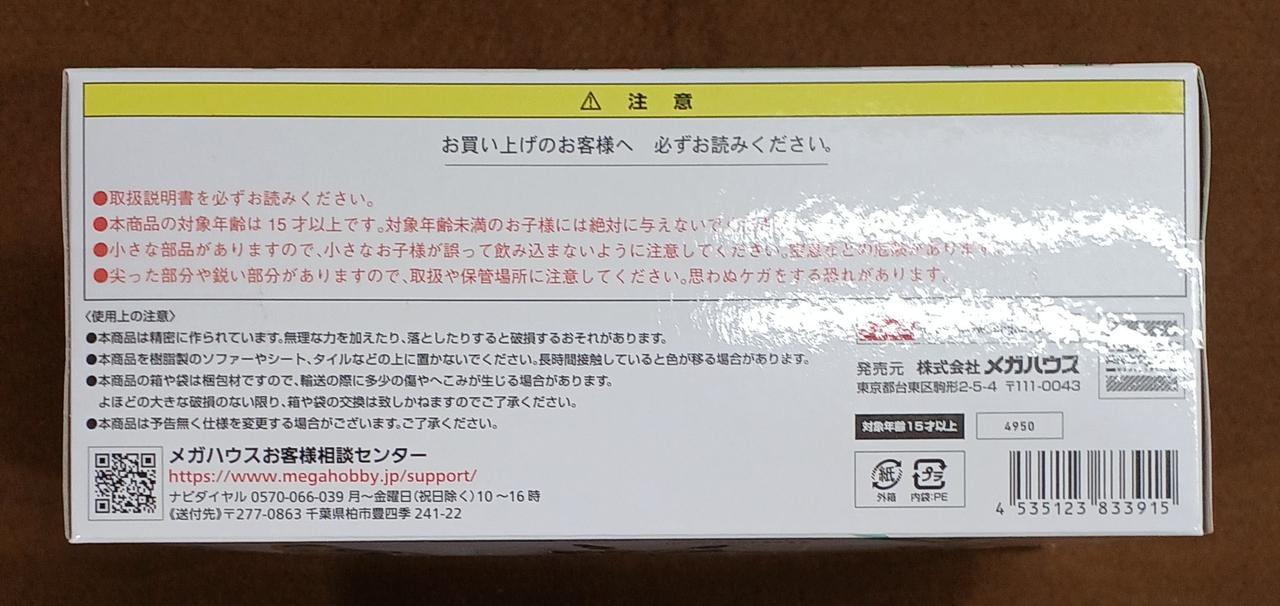 ⚠ 注 意
お買い上げのお客様へ 必ずお読みください。
●取扱説明書を必ずお読みください。
●本商品の対象年齢は 15 才以上です。対象年齢未満のお子様には絶対に与えないで
●小さな部品がありますので、小さなお子様が誤って飲み込まないように注意してください。窒息などの危険があります。
●尖った部分や鋭い部分がありますので、取扱や保管場所に注意してください。思わぬケガをする恐れがあります。
〈使用上の注意〉
●本商品は精密に作られています。無理な力を加えたり、落としたりすると破損するおそれがあります。
●本商品を樹脂製のソファーやシート、タイルなどの上に置かないでください。長時間接触していると色が移る場合があります。
●本商品の箱や袋は梱包材ですので、輸送の際に多少の傷やへこみが生じる場合があります。
よほどの大きな破損のない限り、箱や袋の交換は致しかねますのでご了承ください。
●本商品は予告無く仕様を変更する場合がございます。ご了承ください。
メガハウスお客様相談センター
https://www.megahobby.jp/support/
ナビダイヤル 0570-066-039 月～金曜日(祝日除く)10 ～16 時
《送付先》〒277-0863 千葉県柏市豊四季 241-22
発売元 株式会社 メガハウス
東京都台東区駒形2-5-4 〒111-0043
対象年齢15才以上
4950
紙
外箱
プラ
内袋:PE
4 535123 833915